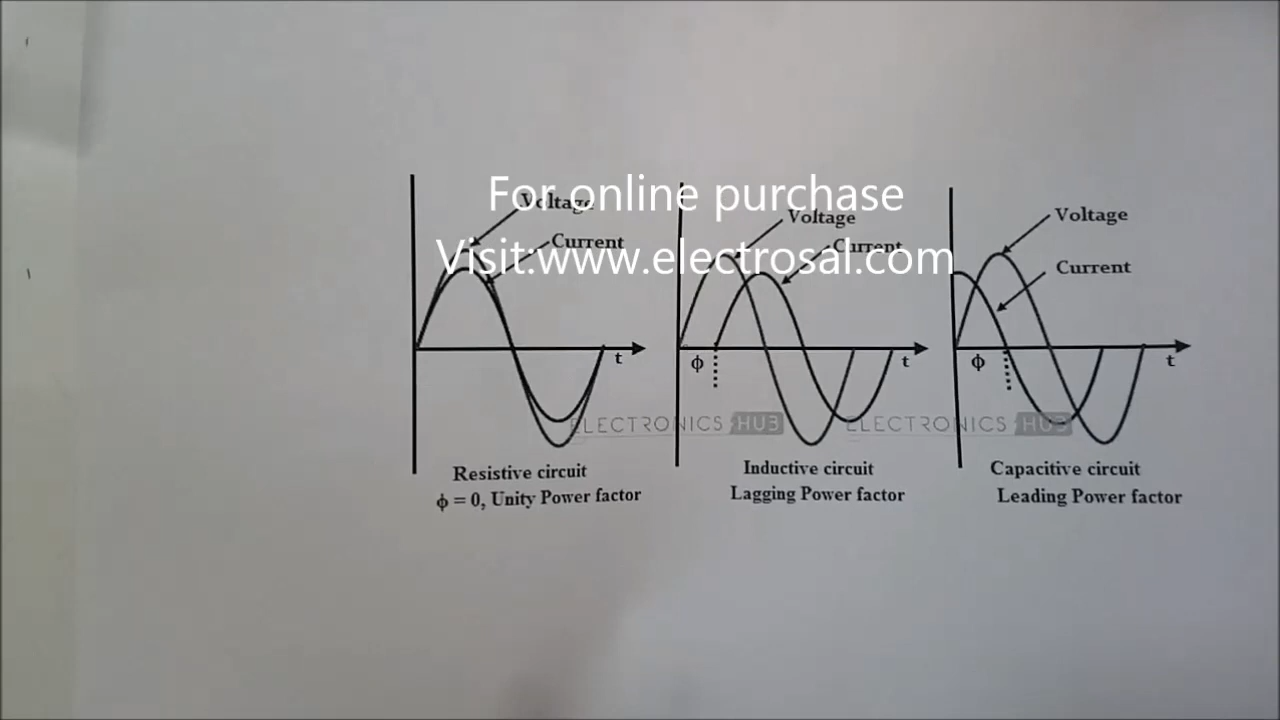 For online purchase
Visit:www.electrosal.com
Voltage
Current
t
Resistive circuit
ϕ = 0, Unity Power factor
Voltage
Current
ϕ
t
Inductive circuit
Lagging Power factor
Voltage
Current
ϕ
t
Capacitive circuit
Leading Power factor
ELECTRONICS HUB
ELECTRONICS HUB